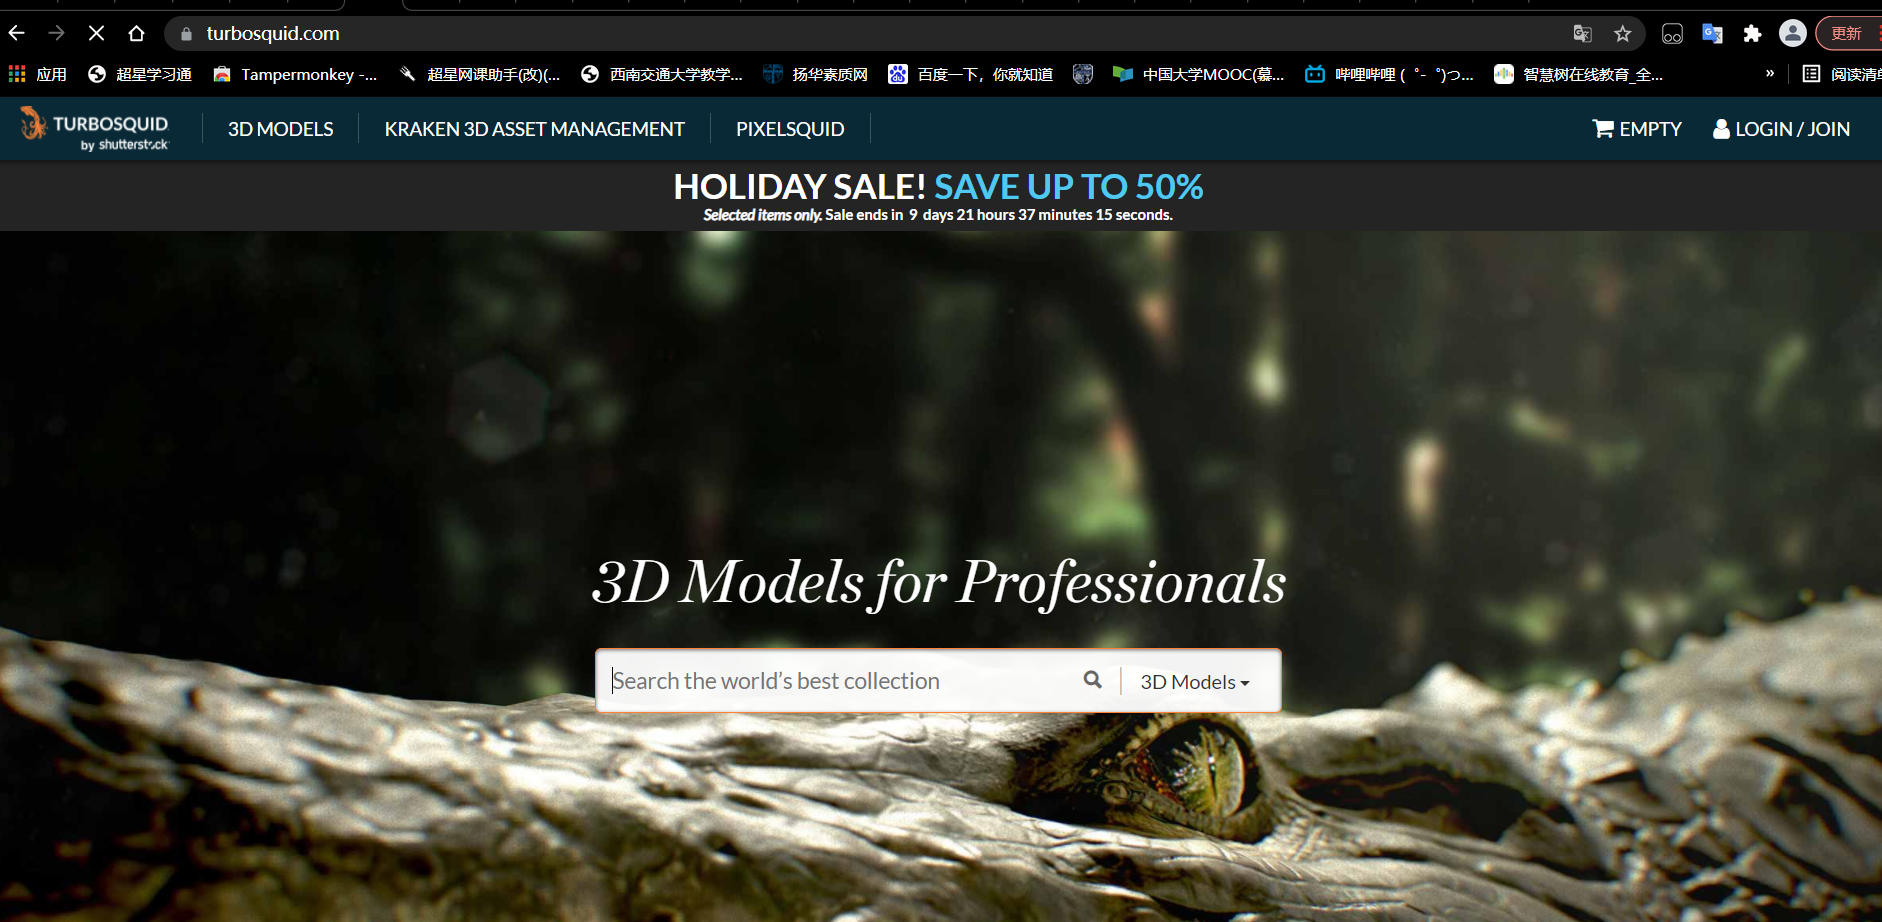 turbosquid.com
更新
应用
超星学习通
Tampermonkey -...
超星网课助手(改)(...
西南交通大学教学...
扬华素质网
百度一下，你就知道
中国大学MOOC(慕...
哔哩哔哩 (゜-゜)つ...
智慧树在线教育_全...
»
阅读清单
TURBOSQUID
by shutterstock
3D MODELS
KRAKEN 3D ASSET MANAGEMENT
PIXELSQUID
EMPTY
LOGIN / JOIN
HOLIDAY SALE! SAVE UP TO 50%
Selected items only. Sale ends in 9 days 21 hours 37 minutes 15 seconds.
3D Models for Professionals
Search the world's best collection
3D Models